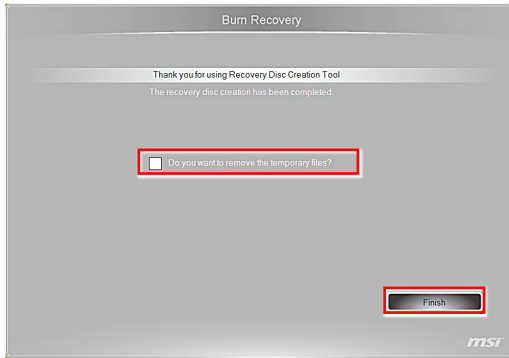 Burn Recovery
Thank you for using Recovery Disc Creation Tool
The recovery disc creation has been completed.
Do you want to remove the temporary files?
Finish
msi